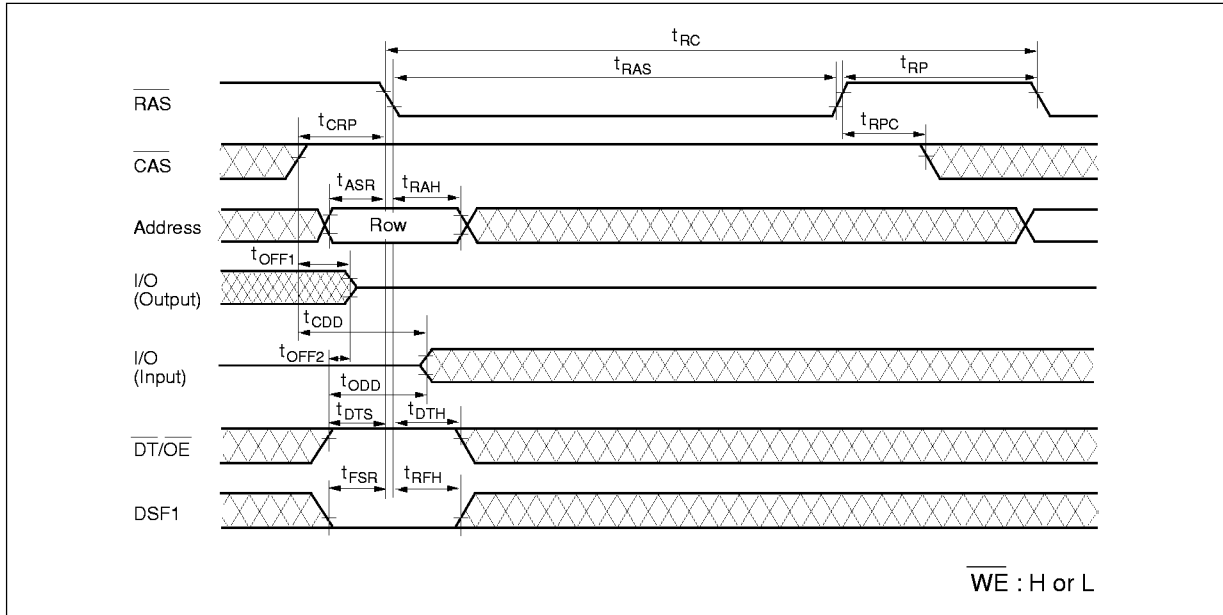 tRC
tRAS
tRP
RAS
tCRP
tRPC
CAS
tASR
tRAH
Address
Row
tOFF1
I/O
(Output)
tCDD
I/O
(Input)
tOFF2
tODD
tDTS
tDTH
DT/OE
tFSR
tRFH
DSF1
WE : H or L